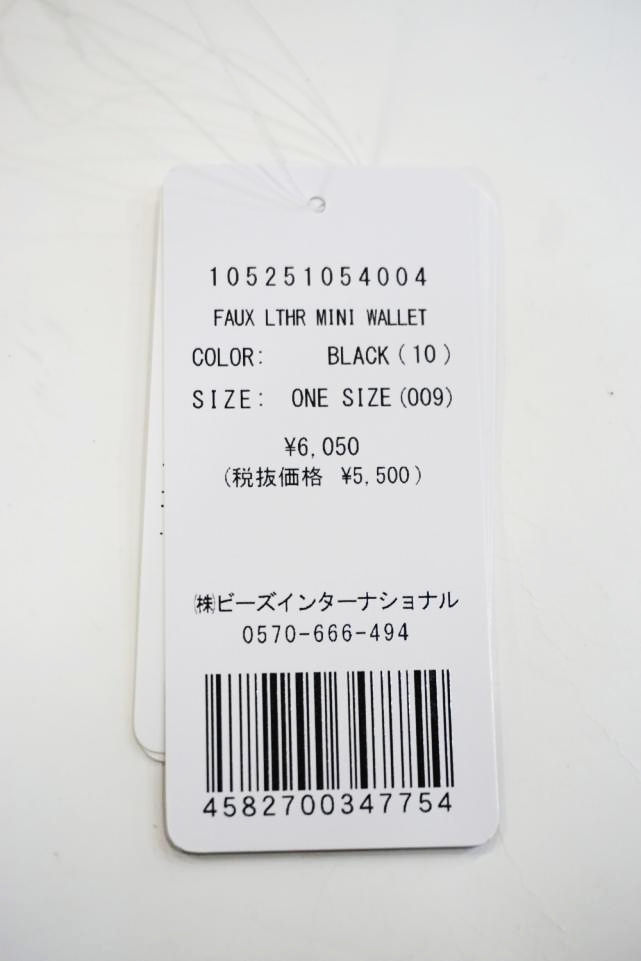 105251054004
FAUX LTHR MINI WALLET
COLOR: BLACK(10)
SIZE: ONE SIZE(009)
¥6,050
(税抜価格 ¥5,500)
㈱ビーズインターナショナル
0570-666-494
4582700347754